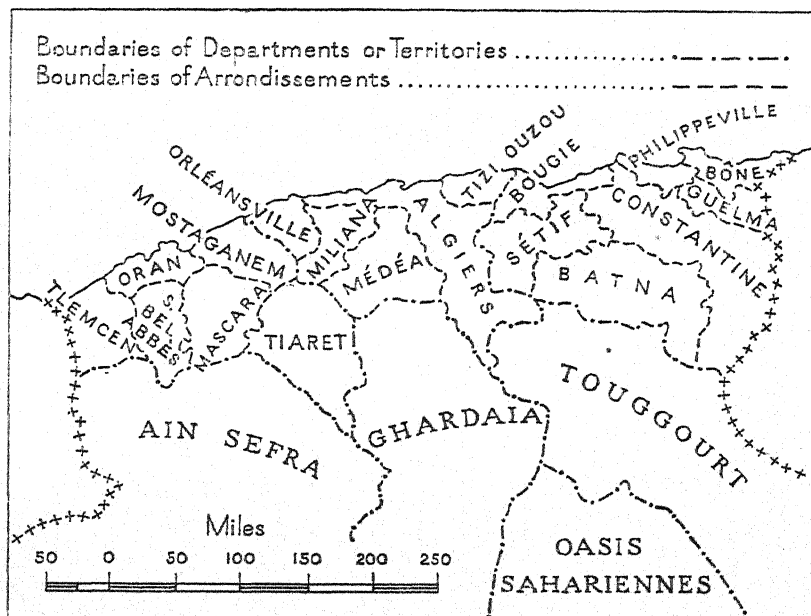 Boundaries of Departments or Territories
Boundaries of Arrondissements
PHILIPPEVILLE
TIZI OUZOU
BOUGIE
BÔNE
ORLÉANSVILLE
GUELMA
MOSTAGANEM
MILIANA
ALGIERS
CONSTANTINE
SÉTIF
ORAN
MÉDÉA
BATNA
TLEMCEN
S.
BEL
ABBÈS
MASCARA
TIARET
TOUGGOURT
AIN SEFRA
GHARDAIA
Miles
50 0 50 100 150 200 250
OASIS
SAHARIENNES